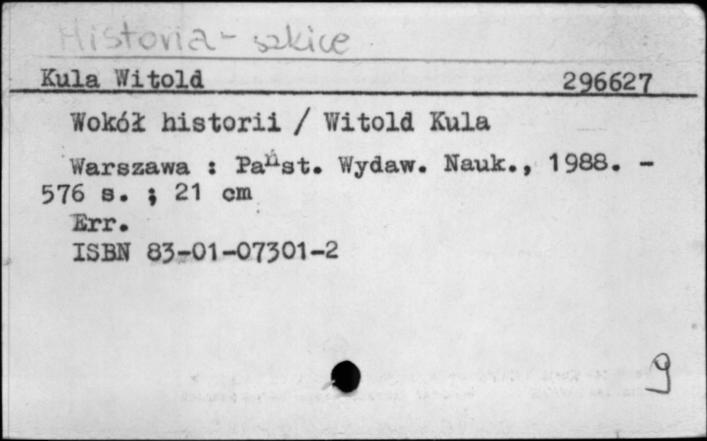 Historia - szkice
Kula Witold 296627
Wokół historii / Witold Kula
Warszawa : Państ. Wydaw. Nauk., 1988. -
576 s. ; 21 cm
Err.
ISBN 83-01-07301-2
g